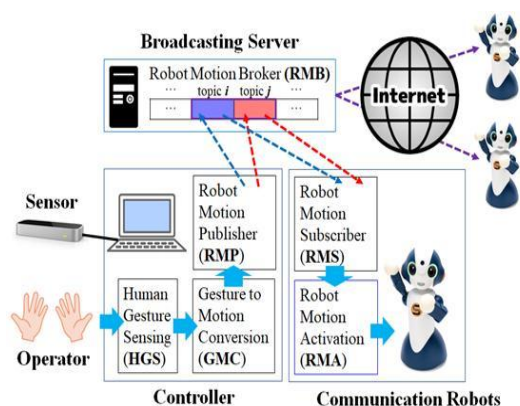 Broadcasting Server
Robot Motion Broker (RMB)
... topic i topic j ...
... ...
Internet
Sensor
Robot
Motion
Publisher
(RMP)
Robot
Motion
Subscriber
(RMS)
Human
Gesture
Sensing
(HGS)
Gesture to
Motion
Conversion
(GMC)
Robot
Motion
Activation
(RMA)
Operator
Controller
Communication Robots